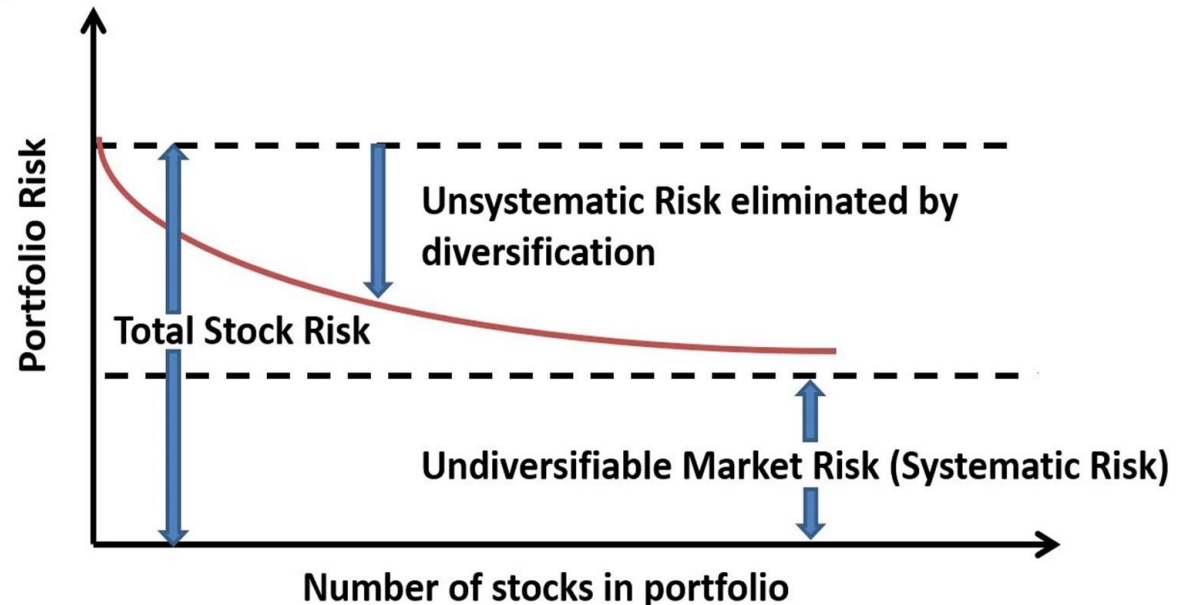 Portfolio Risk
Unsystematic Risk eliminated by
diversification
Total Stock Risk
Undiversifiable Market Risk (Systematic Risk)
Number of stocks in portfolio